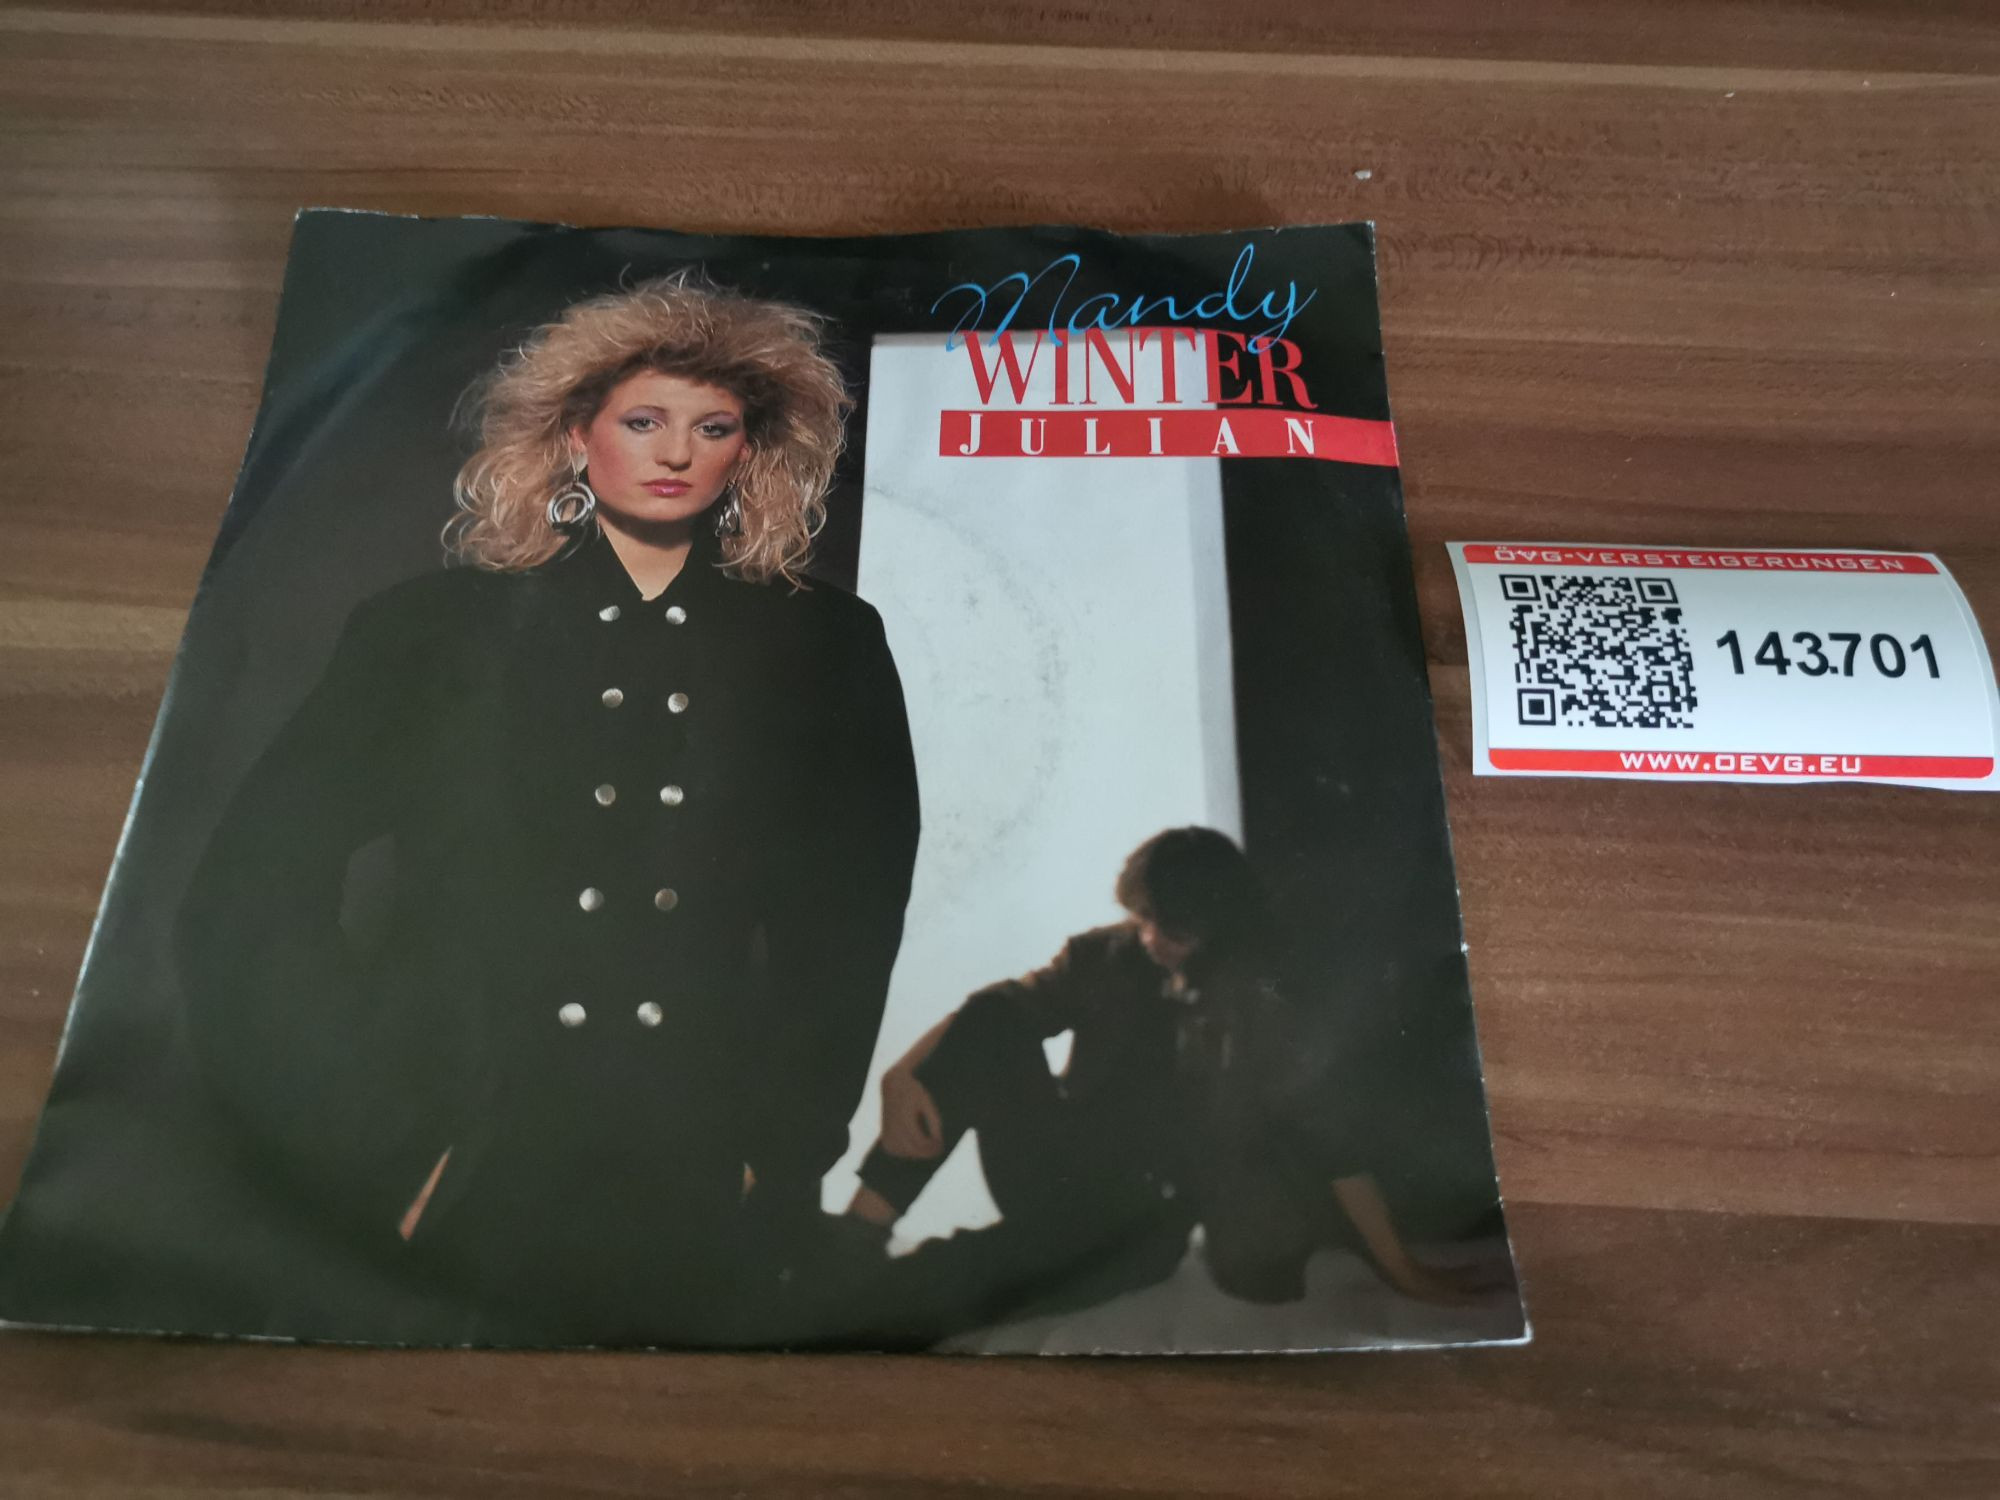 Mandy
WINTER
JULIAN
ÖVG-VERSTEIGERUNGEN
143.701
WWW.OEVG.EU